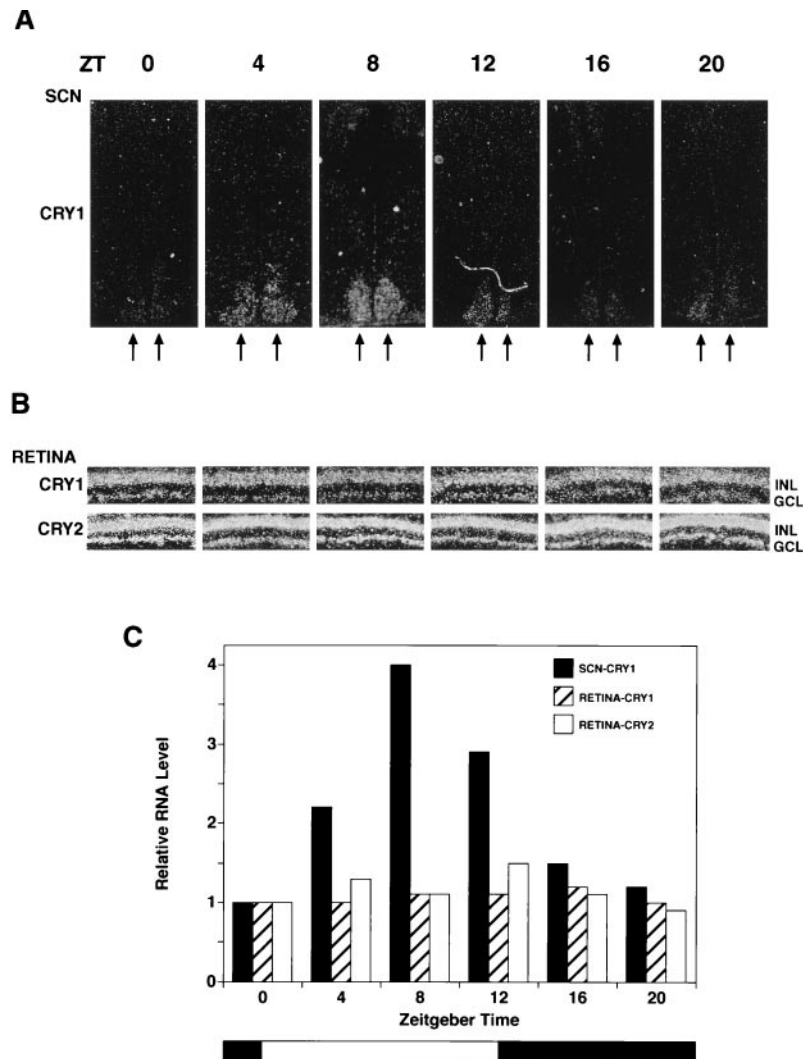 A
ZT 0 4 8 12 16 20
SCN
CRY1
B
RETINA
CRY1
INL
GCL
CRY2
INL
GCL
C
4
3
2
1
0
Relative RNA Level
SCN-CRY1
RETINA-CRY1
RETINA-CRY2
0 4 8 12 16 20
Zeitgeber Time